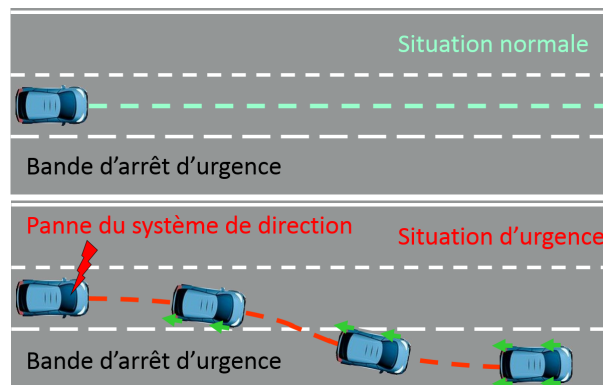 Situation normale
Bande d'arrêt d'urgence
Panne du système de direction
Situation d'urgence
Bande d'arrêt d'urgence